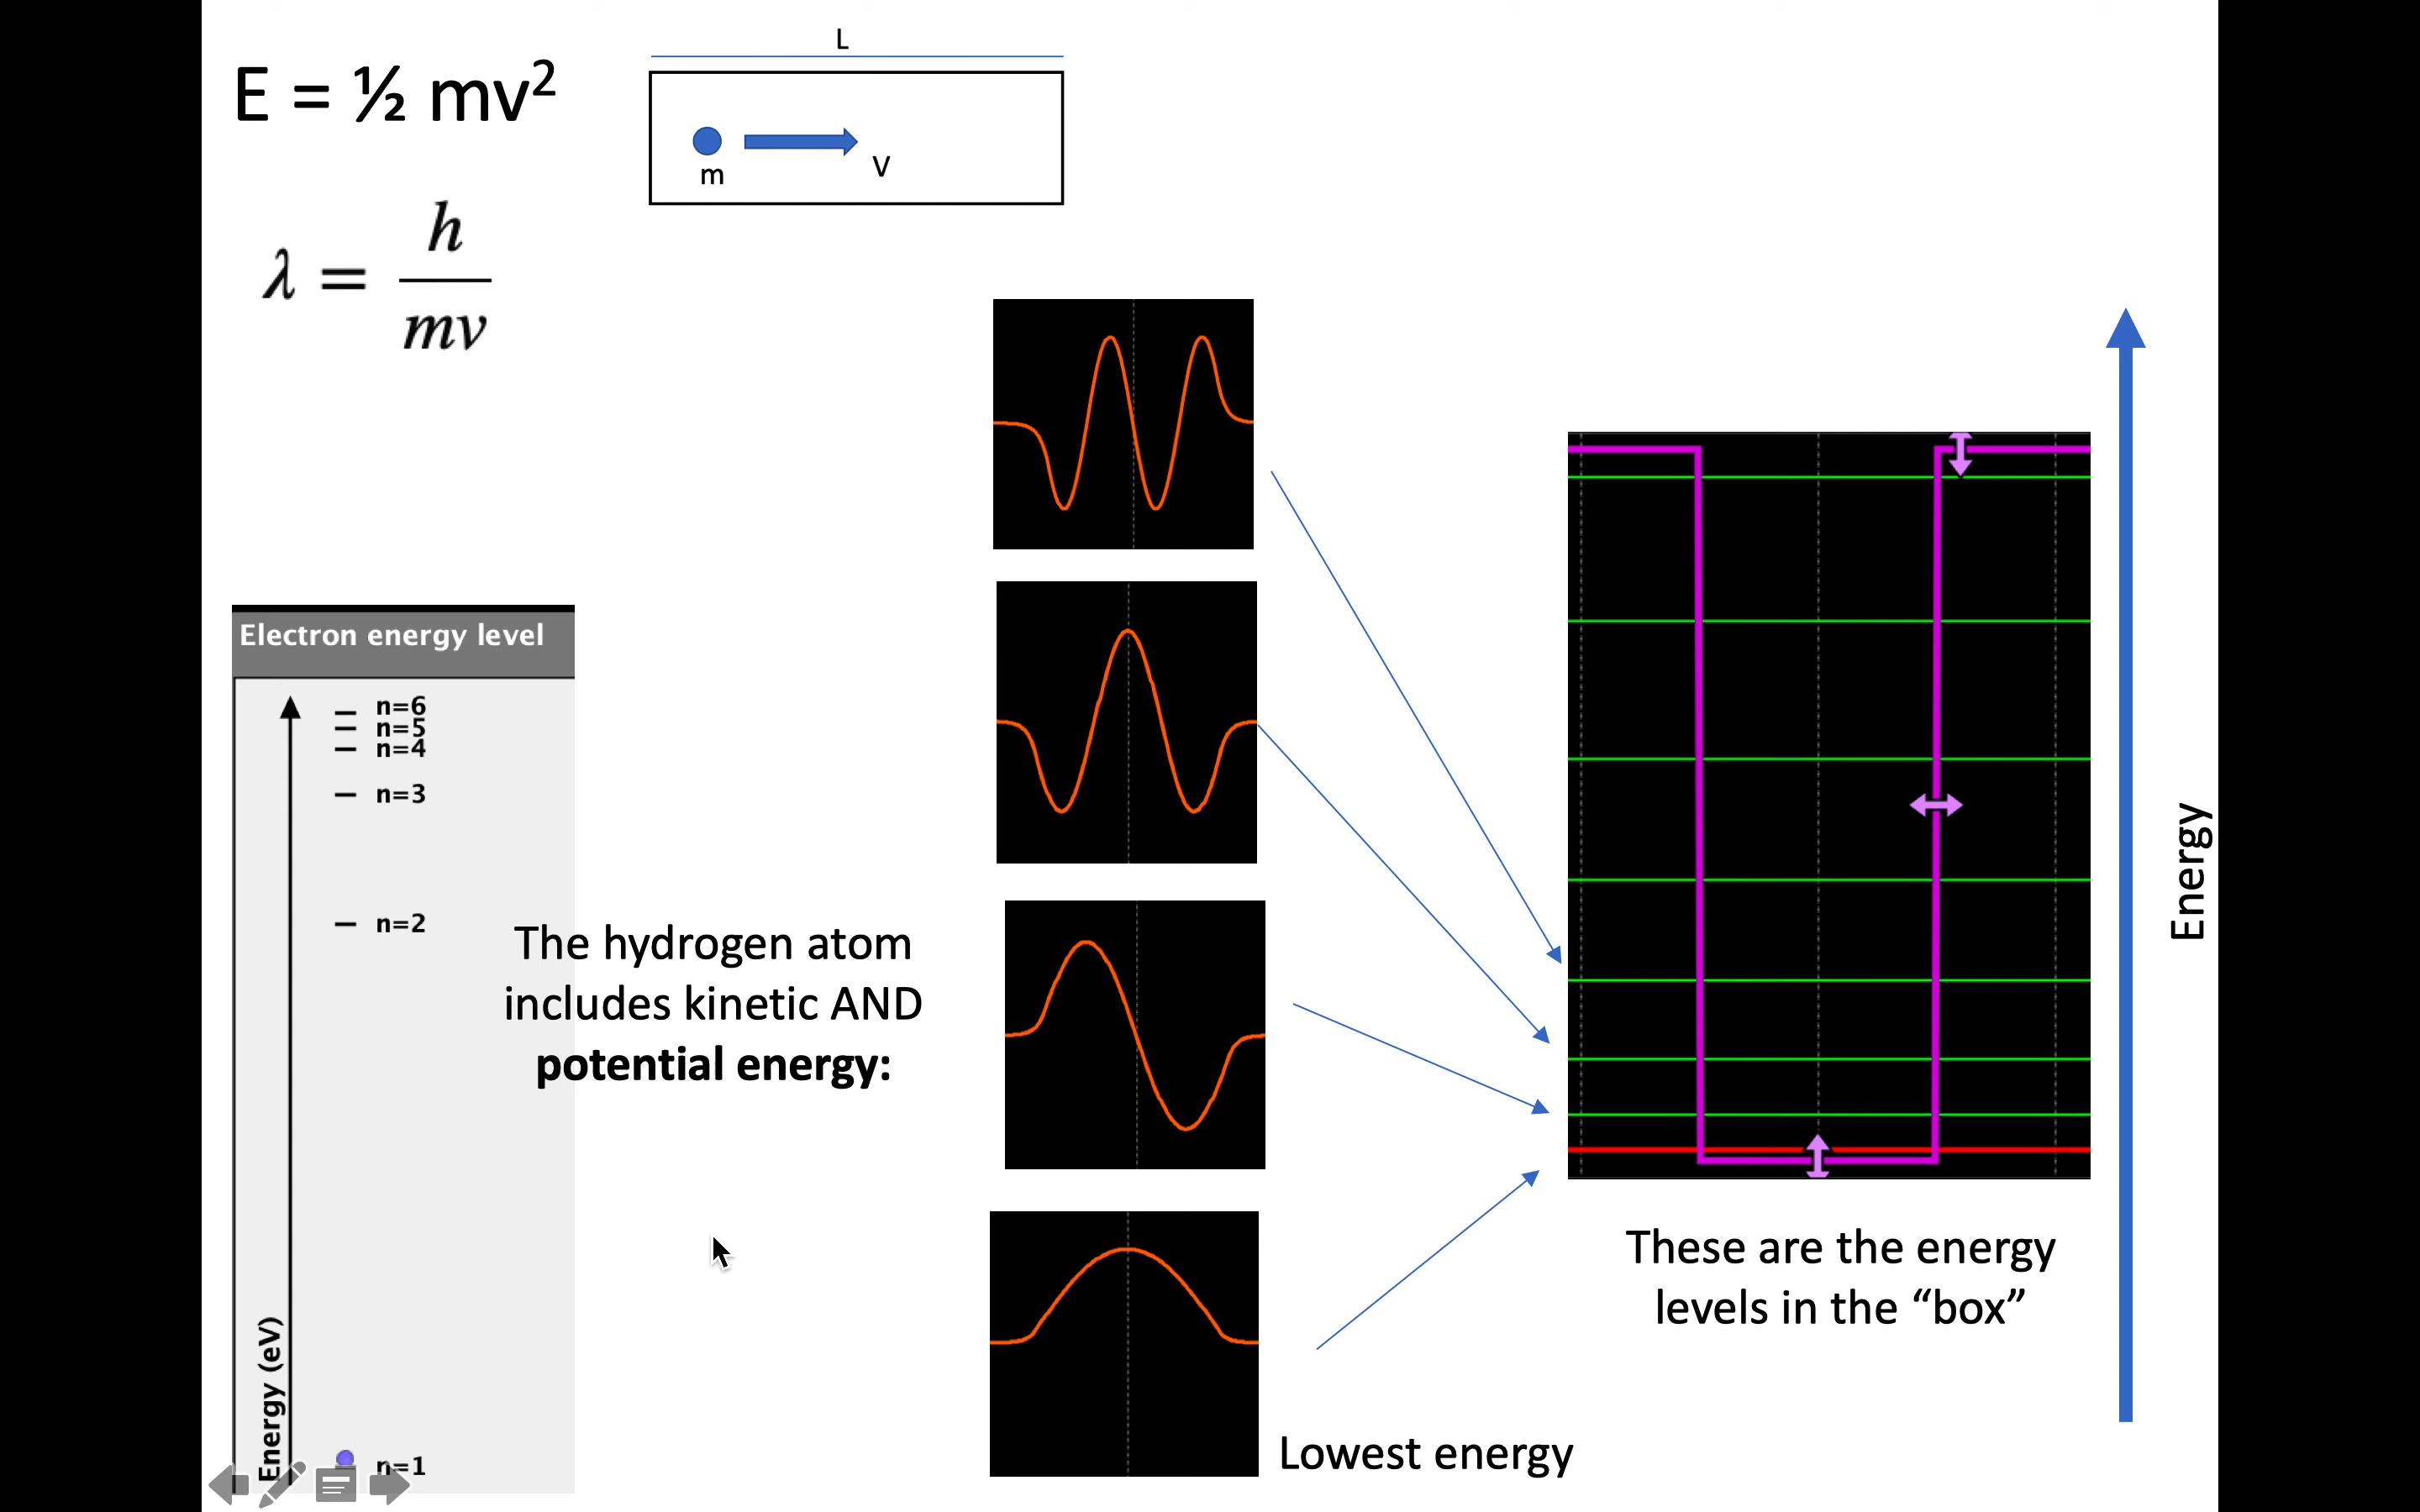 E = ½ mv²
L
m
v
λ = h
mv
Electron energy level
n=6
n=5
n=4
n=3
n=2
n=1
Energy (eV)
The hydrogen atom
includes kinetic AND
potential energy:
Lowest energy
These are the energy
levels in the “box”
Energy